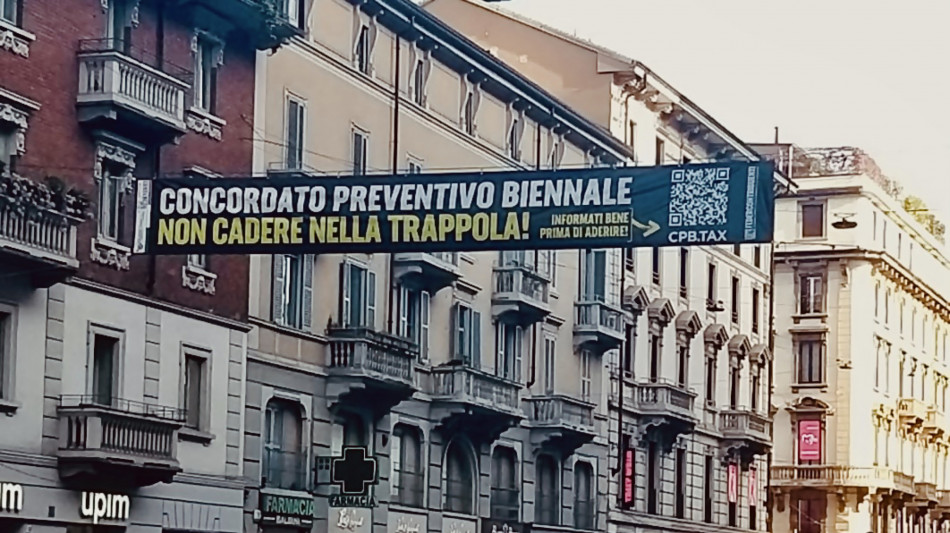 CONCORDATO PREVENTIVO BIENNALE
NON CADERE NELLA TRAPPOLA!
INFORMATI BENE
PRIMA DI ADERIRE!
CPB.TAX
upim
FARMACIA
FARMACIA